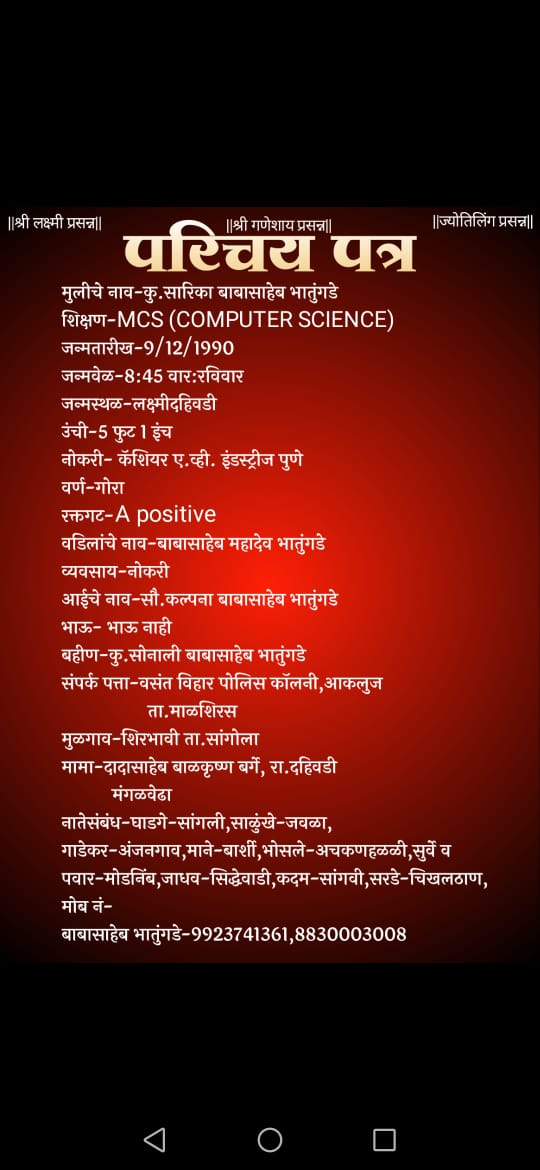 ||श्री लक्ष्मी प्रसन्न|| ||श्री गणेशाय प्रसन्न|| ||ज्योतिलिंग प्रसन्न||
परिचय पत्र
मुलीचे नाव-कु.सारिका बाबासाहेब भातुंगडे
शिक्षण-MCS (COMPUTER SCIENCE)
जन्मतारीख-9/12/1990
जन्मवेळ-8:45 वार:रविवार
जन्मस्थळ-लक्ष्मीदहिवडी
उंची-5 फुट 1 इंच
नोकरी- कॅशियर ए.व्ही. इंडस्ट्रीज पुणे
वर्ण-गोरा
रक्तगट-A positive
वडिलांचे नाव-बाबासाहेब महादेव भातुंगडे
व्यवसाय-नोकरी
आईचे नाव-सौ.कल्पना बाबासाहेब भातुंगडे
भाऊ- भाऊ नाही
बहीण-कु.सोनाली बाबासाहेब भातुंगडे
संपर्क पत्ता-वसंत विहार पोलिस कॉलनी,आकलुज
ता.माळशिरस
मुळगाव-शिरभावी ता.सांगोला
मामा-दादासाहेब बाळकृष्ण बर्गे, रा.दहिवडी
मंगळवेढा
नातेसंबंध-घाडगे-सांगली,साळुंखे-जवळा,
गाडेकर-अंजनगाव,माने-बार्शी,भोसले-अचकणहळळी,सुर्वे व
पवार-मोडनिंब,जाधव-सिद्धेवाडी,कदम-सांगवी,सरडे-चिखलठाण,
मोब नं-
बाबासाहेब भातुंगडे-9923741361,8830003008